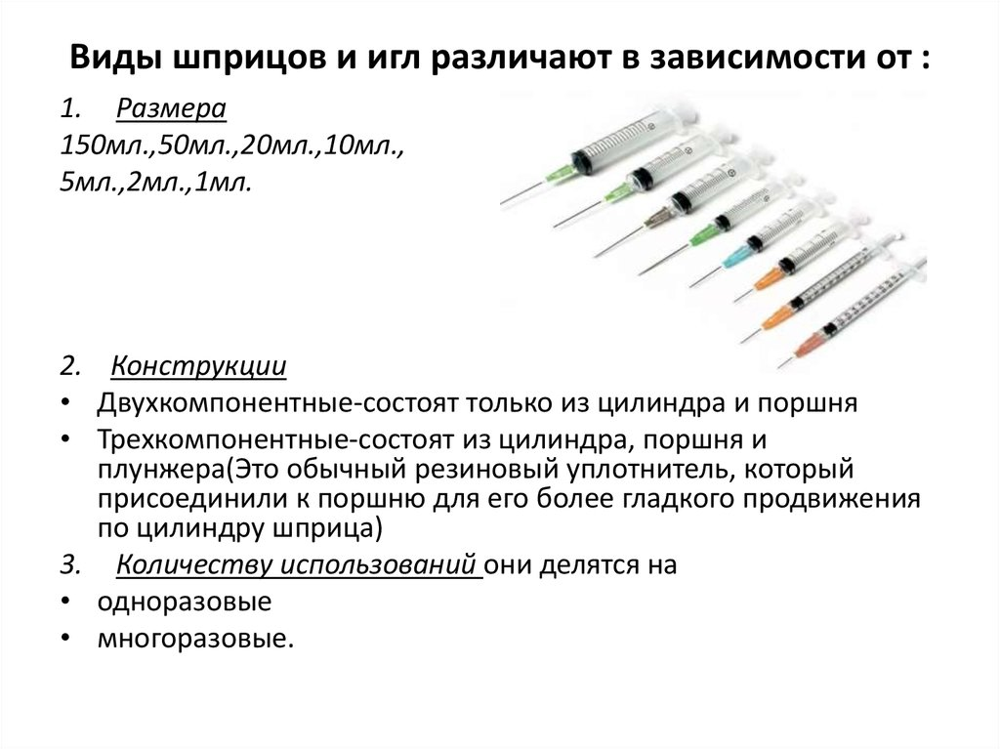 Виды шприцов и игл различают в зависимости от :
1. Размера
150мл.,50мл.,20мл.,10мл.,
5мл.,2мл.,1мл.
2. Конструкции
• Двухкомпонентные-состоят только из цилиндра и поршня
• Трехкомпонентные-состоят из цилиндра, поршня и
плунжера(Это обычный резиновый уплотнитель, который
присоединили к поршню для его более гладкого продвижения
по цилиндру шприца)
3. Количеству использований они делятся на
• одноразовые
• многоразовые.